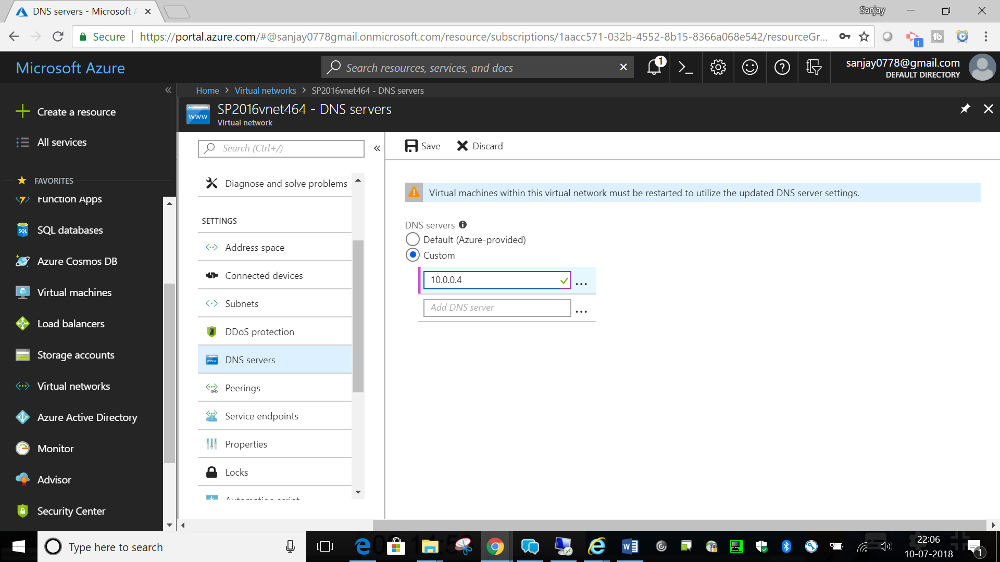 DNS servers - Microsoft A
Sanjay
Secure
https://portal.azure.com/#@sanjay0778gmail.onmicrosoft.com/resource/subscriptions/1aacc571-032b-4552-8b15-8366a068e542/resourceGr...
1
Microsoft Azure
Search resources, services, and docs
1
sanjay0778@gmail.com
DEFAULT DIRECTORY
Home > Virtual networks > SP2016vnet464 - DNS servers
SP2016vnet464 - DNS servers
Virtual network
Create a resource
All services
FAVORITES
Function Apps
SQL databases
Azure Cosmos DB
Virtual machines
Load balancers
Storage accounts
Virtual networks
Azure Active Directory
Monitor
Advisor
Security Center
Search (Ctrl+/)
Diagnose and solve problems
SETTINGS
Address space
Connected devices
Subnets
DDoS protection
DNS servers
Peerings
Service endpoints
Properties
Locks
Automation script
Save
Discard
Virtual machines within this virtual network must be restarted to utilize the updated DNS server settings.
DNS servers
Default (Azure-provided)
Custom
10.0.0.4
...
Add DNS server
...
Type here to search
22:06
10-07-2018
1